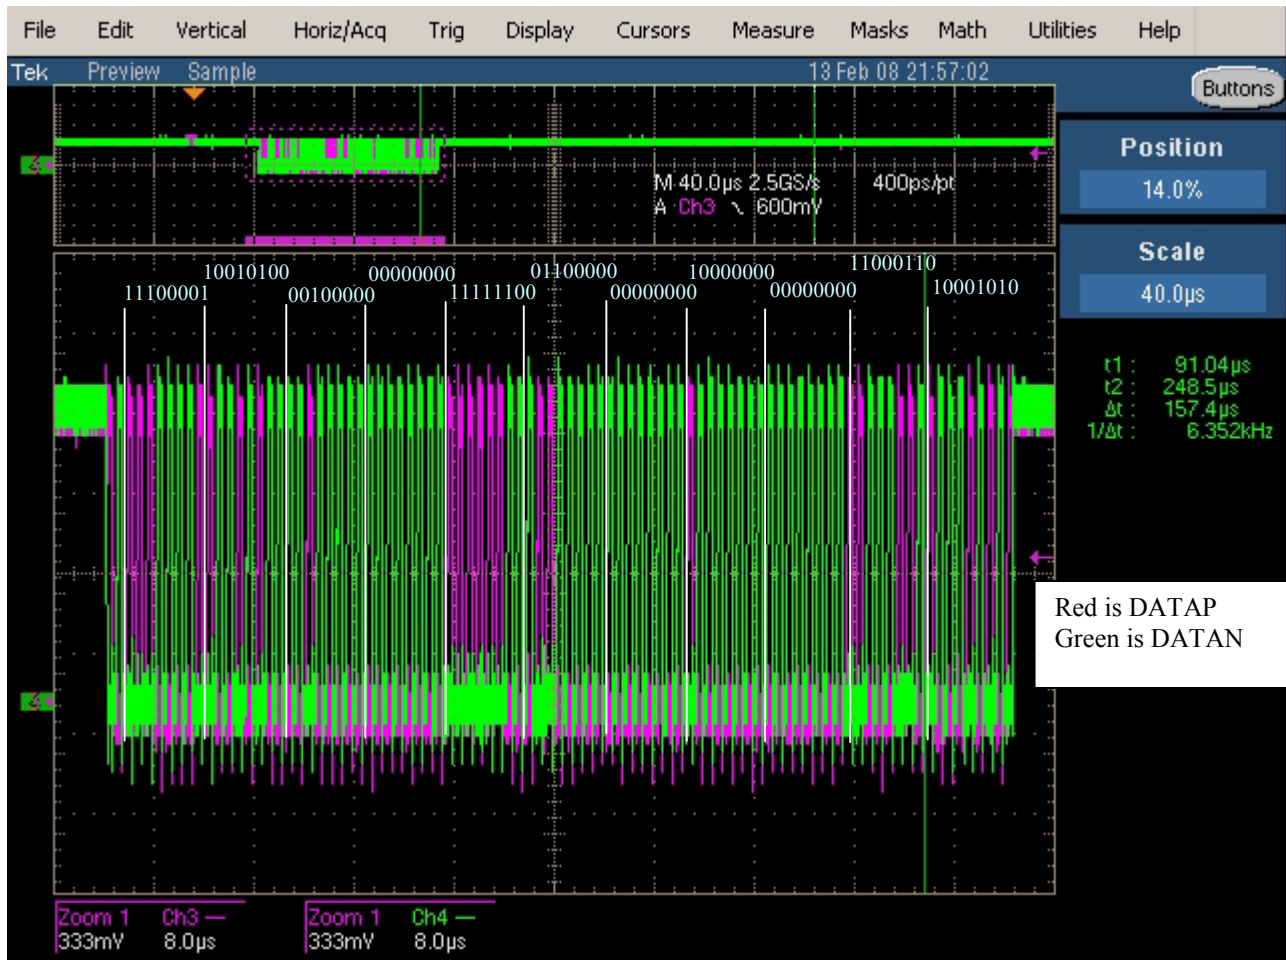 File Edit Vertical Horiz/Acq Trig Display Cursors Measure Masks Math Utilities Help
Tek Preview Sample 13 Feb 08 21:57:02
Buttons
Position
14.0%
M 40.0µs 2.5GS/s 400ps/pt
A Ch3 \ 600mV
Scale
40.0µs
10010100 00000000 01100000 10000000 11000110
11100001 00100000 11111100 00000000 00000000 10001010
t1 : 91.04µs
t2 : 248.5µs
Δt : 157.4µs
1/Δt : 6.352kHz
Red is DATAP
Green is DATAN
Zoom 1 Ch3 — Zoom 1 Ch4 —
333mV 8.0µs 333mV 8.0µs